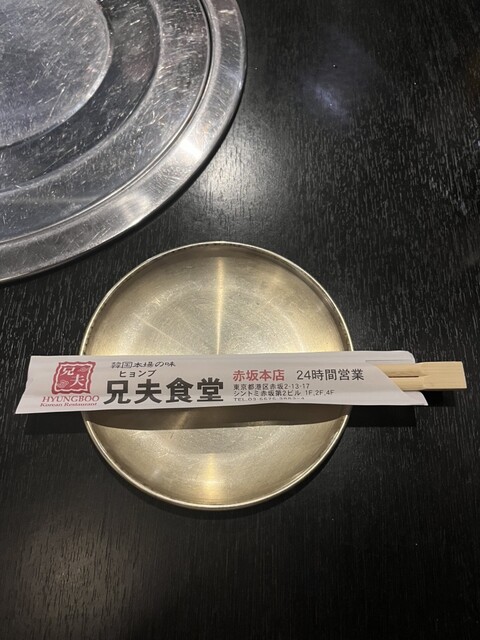 兄夫
HYUNGBOO
Korean Restaurant
韓国本場の味
ヒョンブ
兄夫食堂
赤坂本店 24時間営業
東京都港区赤坂2-13-17
シントミ赤坂第2ビル 1F,2F,4F